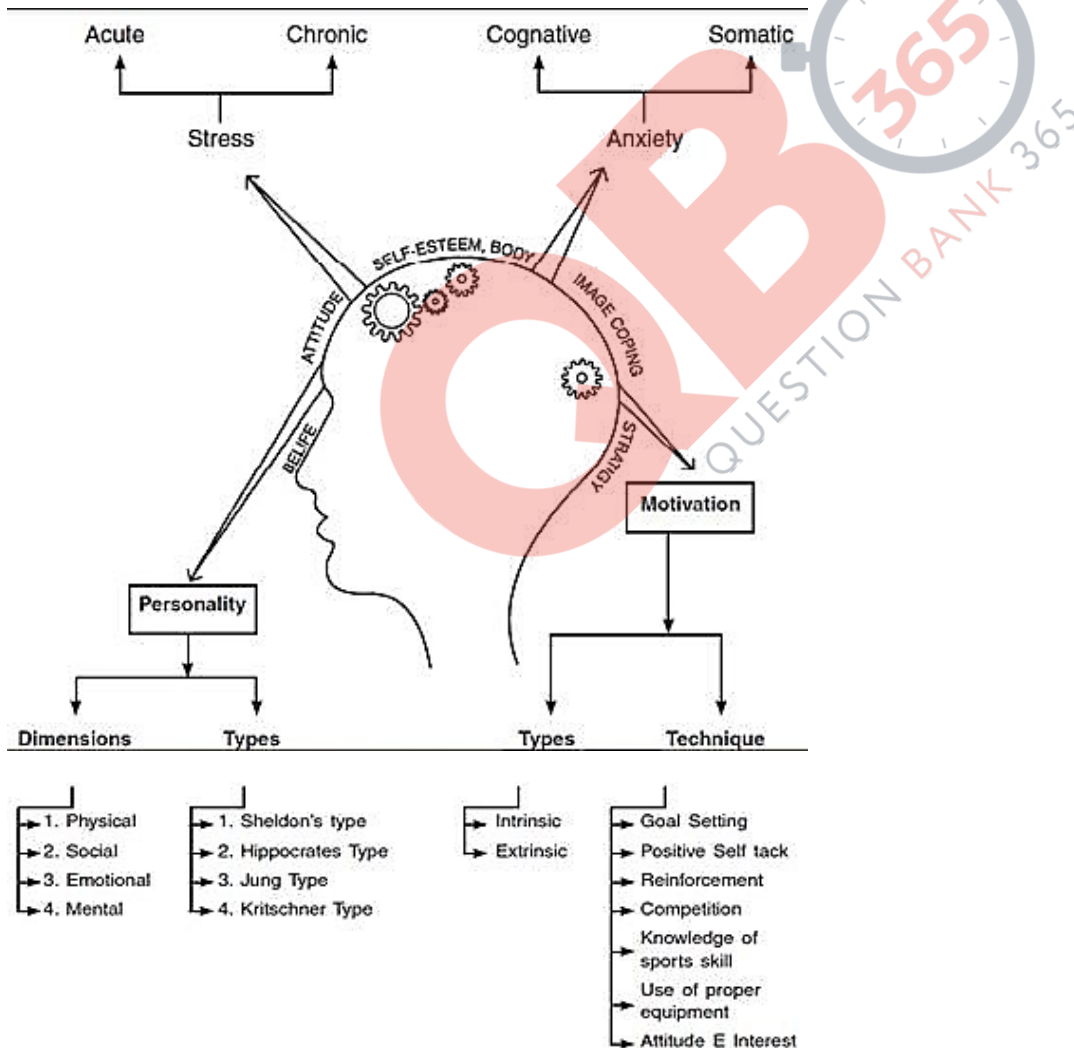 Acute
Chronic
Cognative
Somatic
Stress
Anxiety
SELF-ESTEEM, BODY
IMAGE COPING
STRATIGY
ATTITUDE
BELIFE
Motivation
Personality
Dimensions
Types
Types
Technique
1. Physical
2. Social
3. Emotional
4. Mental
1. Sheldon's type
2. Hippocrates Type
3. Jung Type
4. Kritschner Type
Intrinsic
Extrinsic
Goal Setting
Positive Self tack
Reinforcement
Competition
Knowledge of
sports skill
Use of proper
equipment
Attitude E Interest
QB
365
QUESTION BANK 365